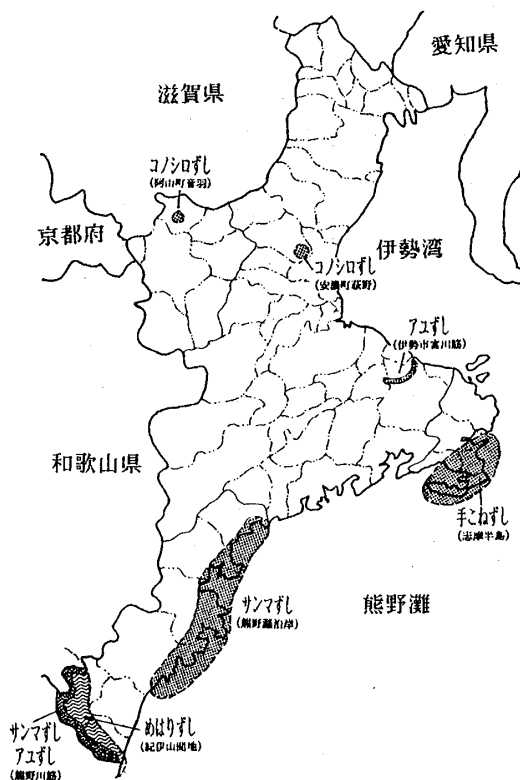 愛知県
滋賀県
コノシロずし
(阿山町音羽)
京都府
伊勢湾
コノシロずし
(安濃町萩野)
アユずし
(伊勢市宮川筋)
和歌山県
手こねずし
(志摩半島)
サンマずし
(熊野灘沿岸)
熊野灘
サンマずし
アユずし
(熊野川筋)
めはりずし
(紀伊山間地)